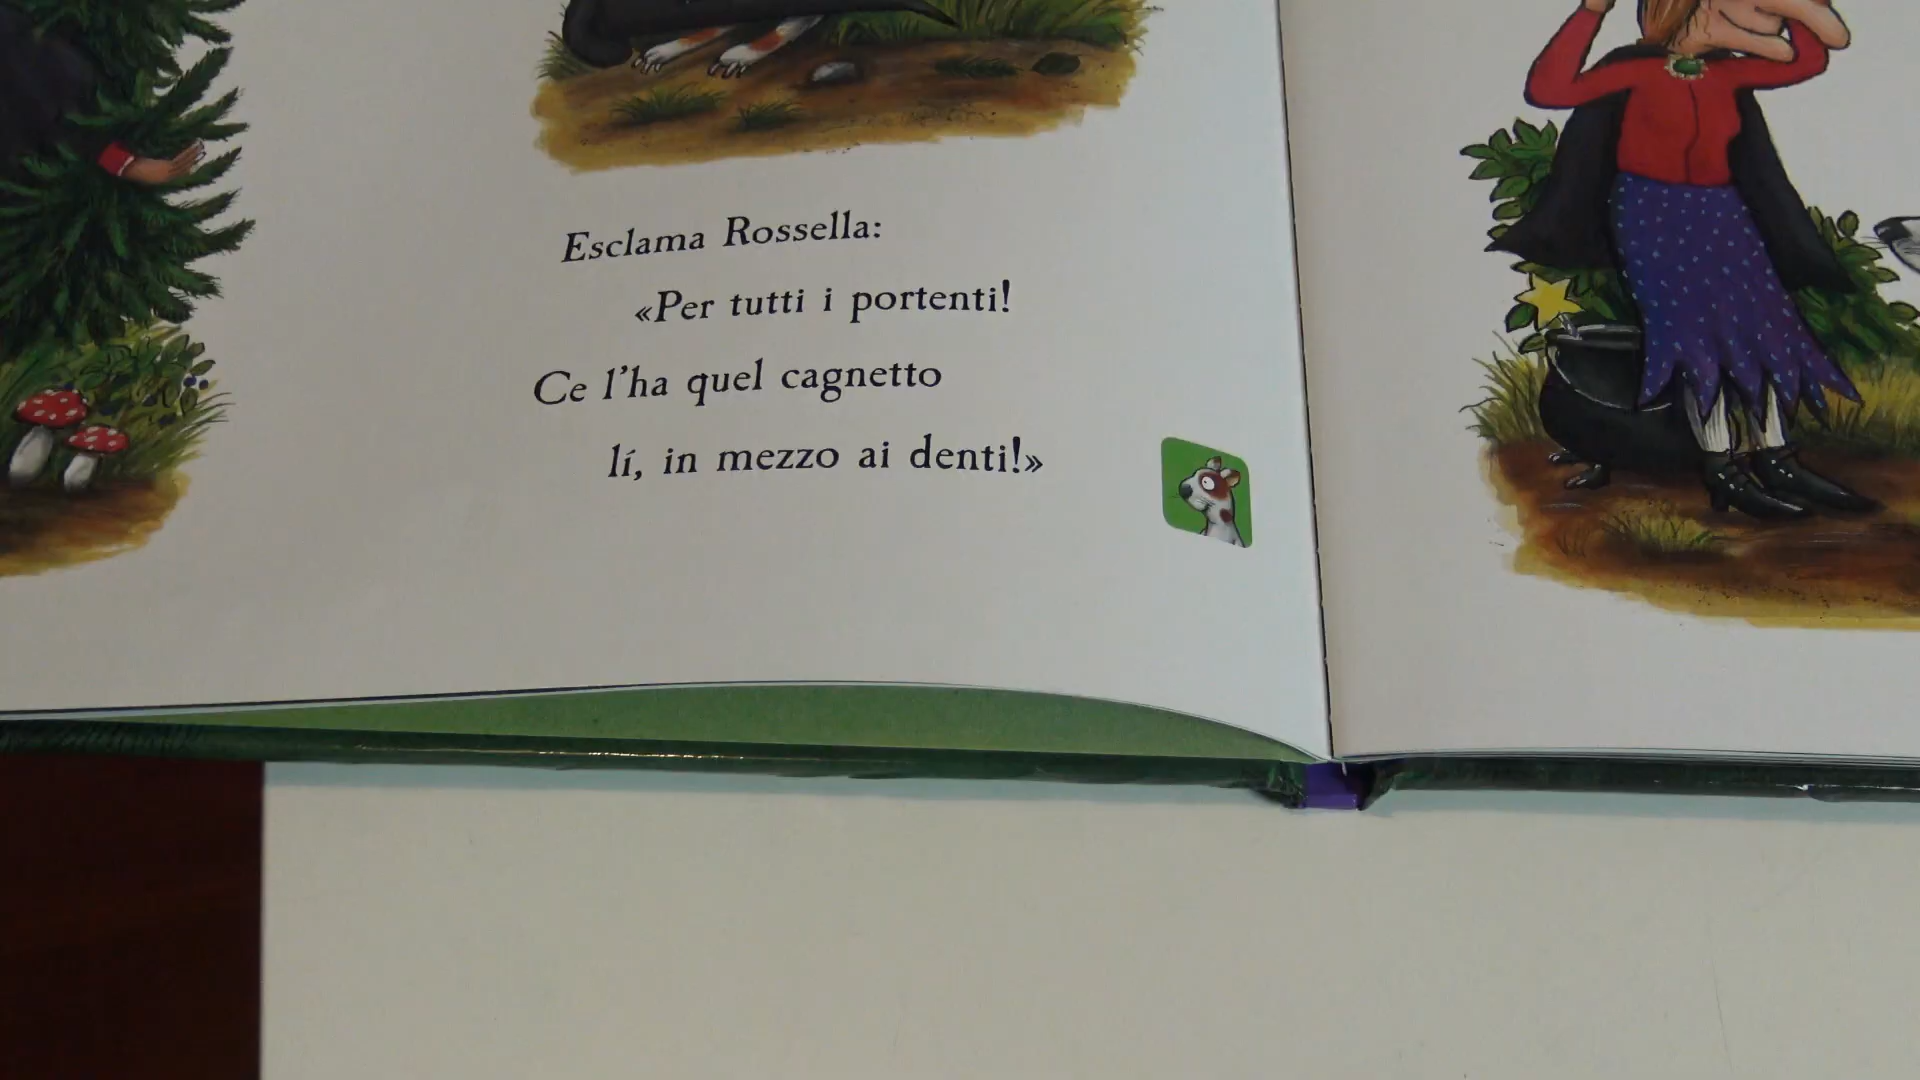 Esclama Rossella:
«Per tutti i portenti!
Ce l'ha quel cagnetto
lí, in mezzo ai denti!»